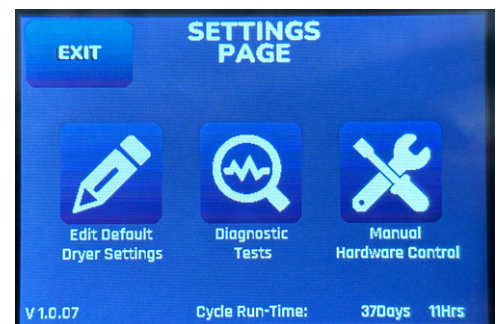 EXIT
SETTINGS
PAGE
Edit Default
Dryer Settings
Diagnostic
Tests
Manual
Hardware Control
V 1.0.07
Cycle Run-Time:
37Days 11Hrs